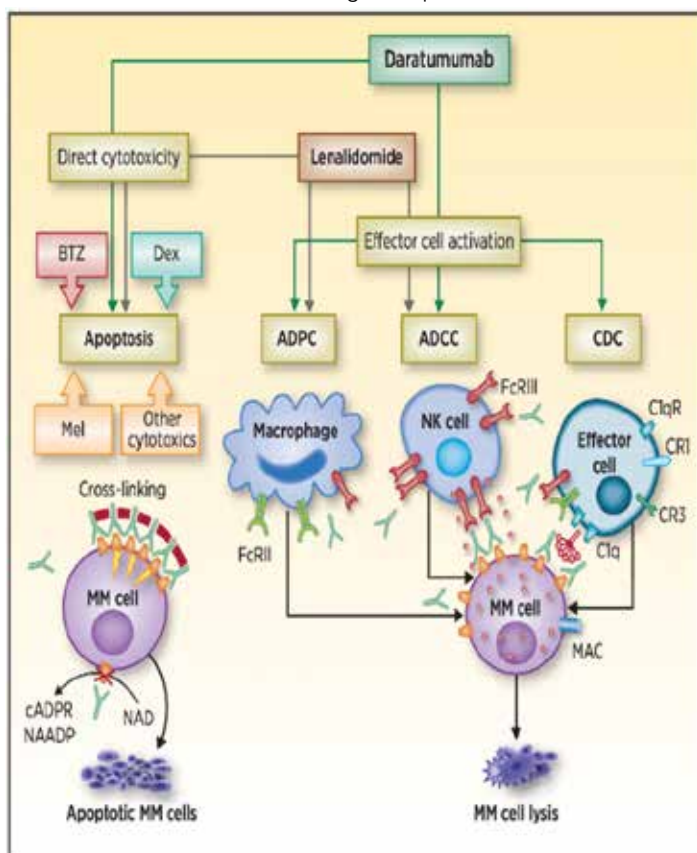 Daratumumab
Direct cytotoxicity
Lenalidomide
BTZ
Dex
Effector cell activation
Apoptosis
ADPC
ADCC
CDC
Mel
Other
cytotoxics
Macrophage
FcRIII
NK cell
C1qR
Effector
cell
CR1
Cross-linking
FcRII
CR3
C1q
MM cell
MM cell
MAC
cADPR
NAADP
NAD
Apoptotic MM cells
MM cell lysis